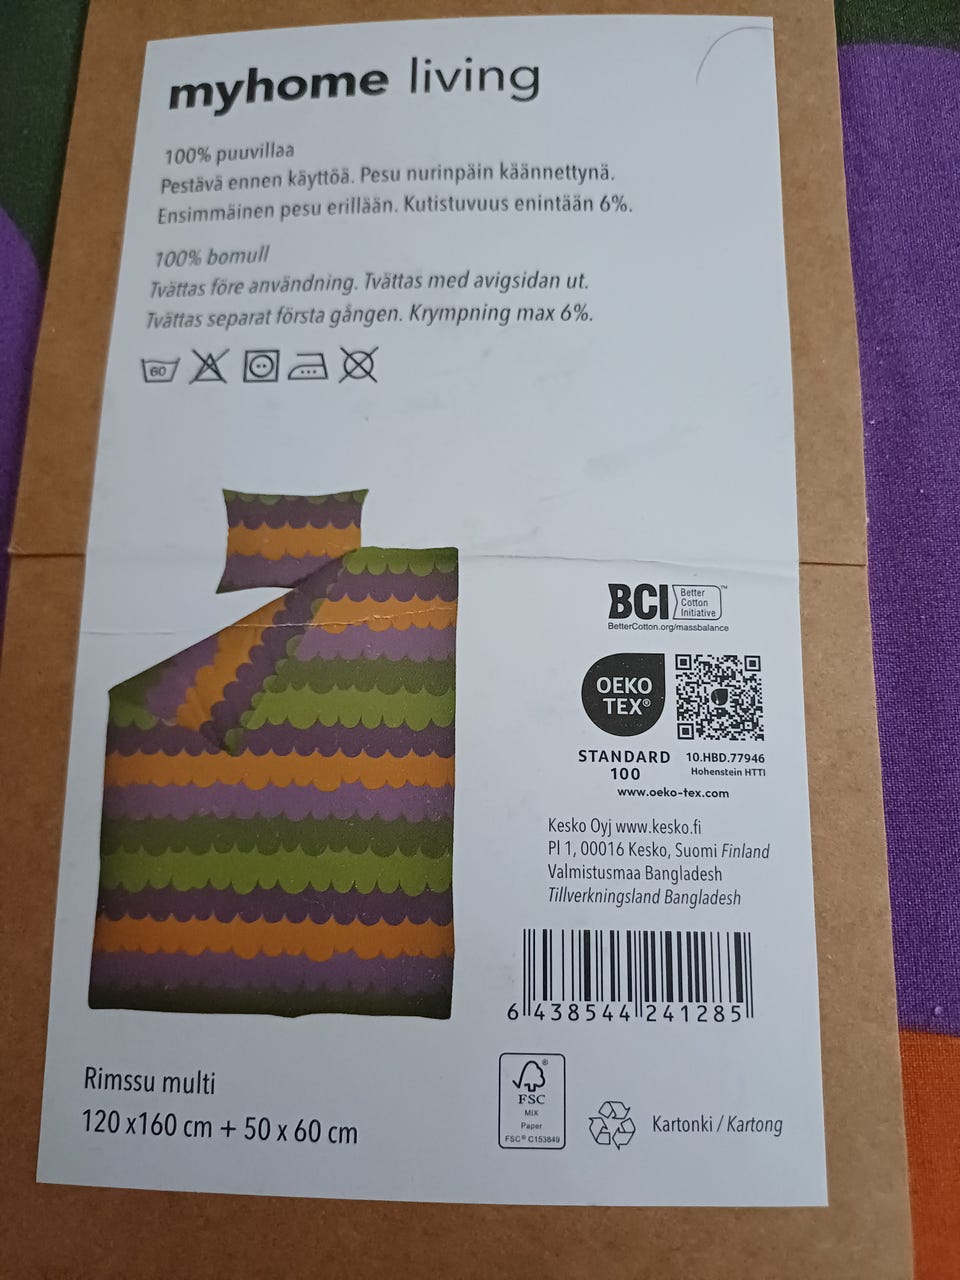 myhome living
100% puuvillaa
Pestävä ennen käyttöä. Pesu nurinpäin käännettynä.
Ensimmäinen pesu erillään. Kutistuvuus enintään 6%.
100% bomull
Tvättas före användning. Tvättas med avigsidan ut.
Tvättas separat första gången. Krympning max 6%.
60
BCI Better
Cotton
Initiative™
BetterCotton.org/massbalance
OEKO
TEX®
STANDARD
100
10.HBD.77946
Hohenstein HTTI
www.oeko-tex.com
Kesko Oyj www.kesko.fi
Pl 1, 00016 Kesko, Suomi Finland
Valmistusmaa Bangladesh
Tillverkningsland Bangladesh
6 438544 241285
Rimssu multi
120 x160 cm + 50 x 60 cm
®
FSC
MIX
Paper
FSC® C153849
Kartonki / Kartong